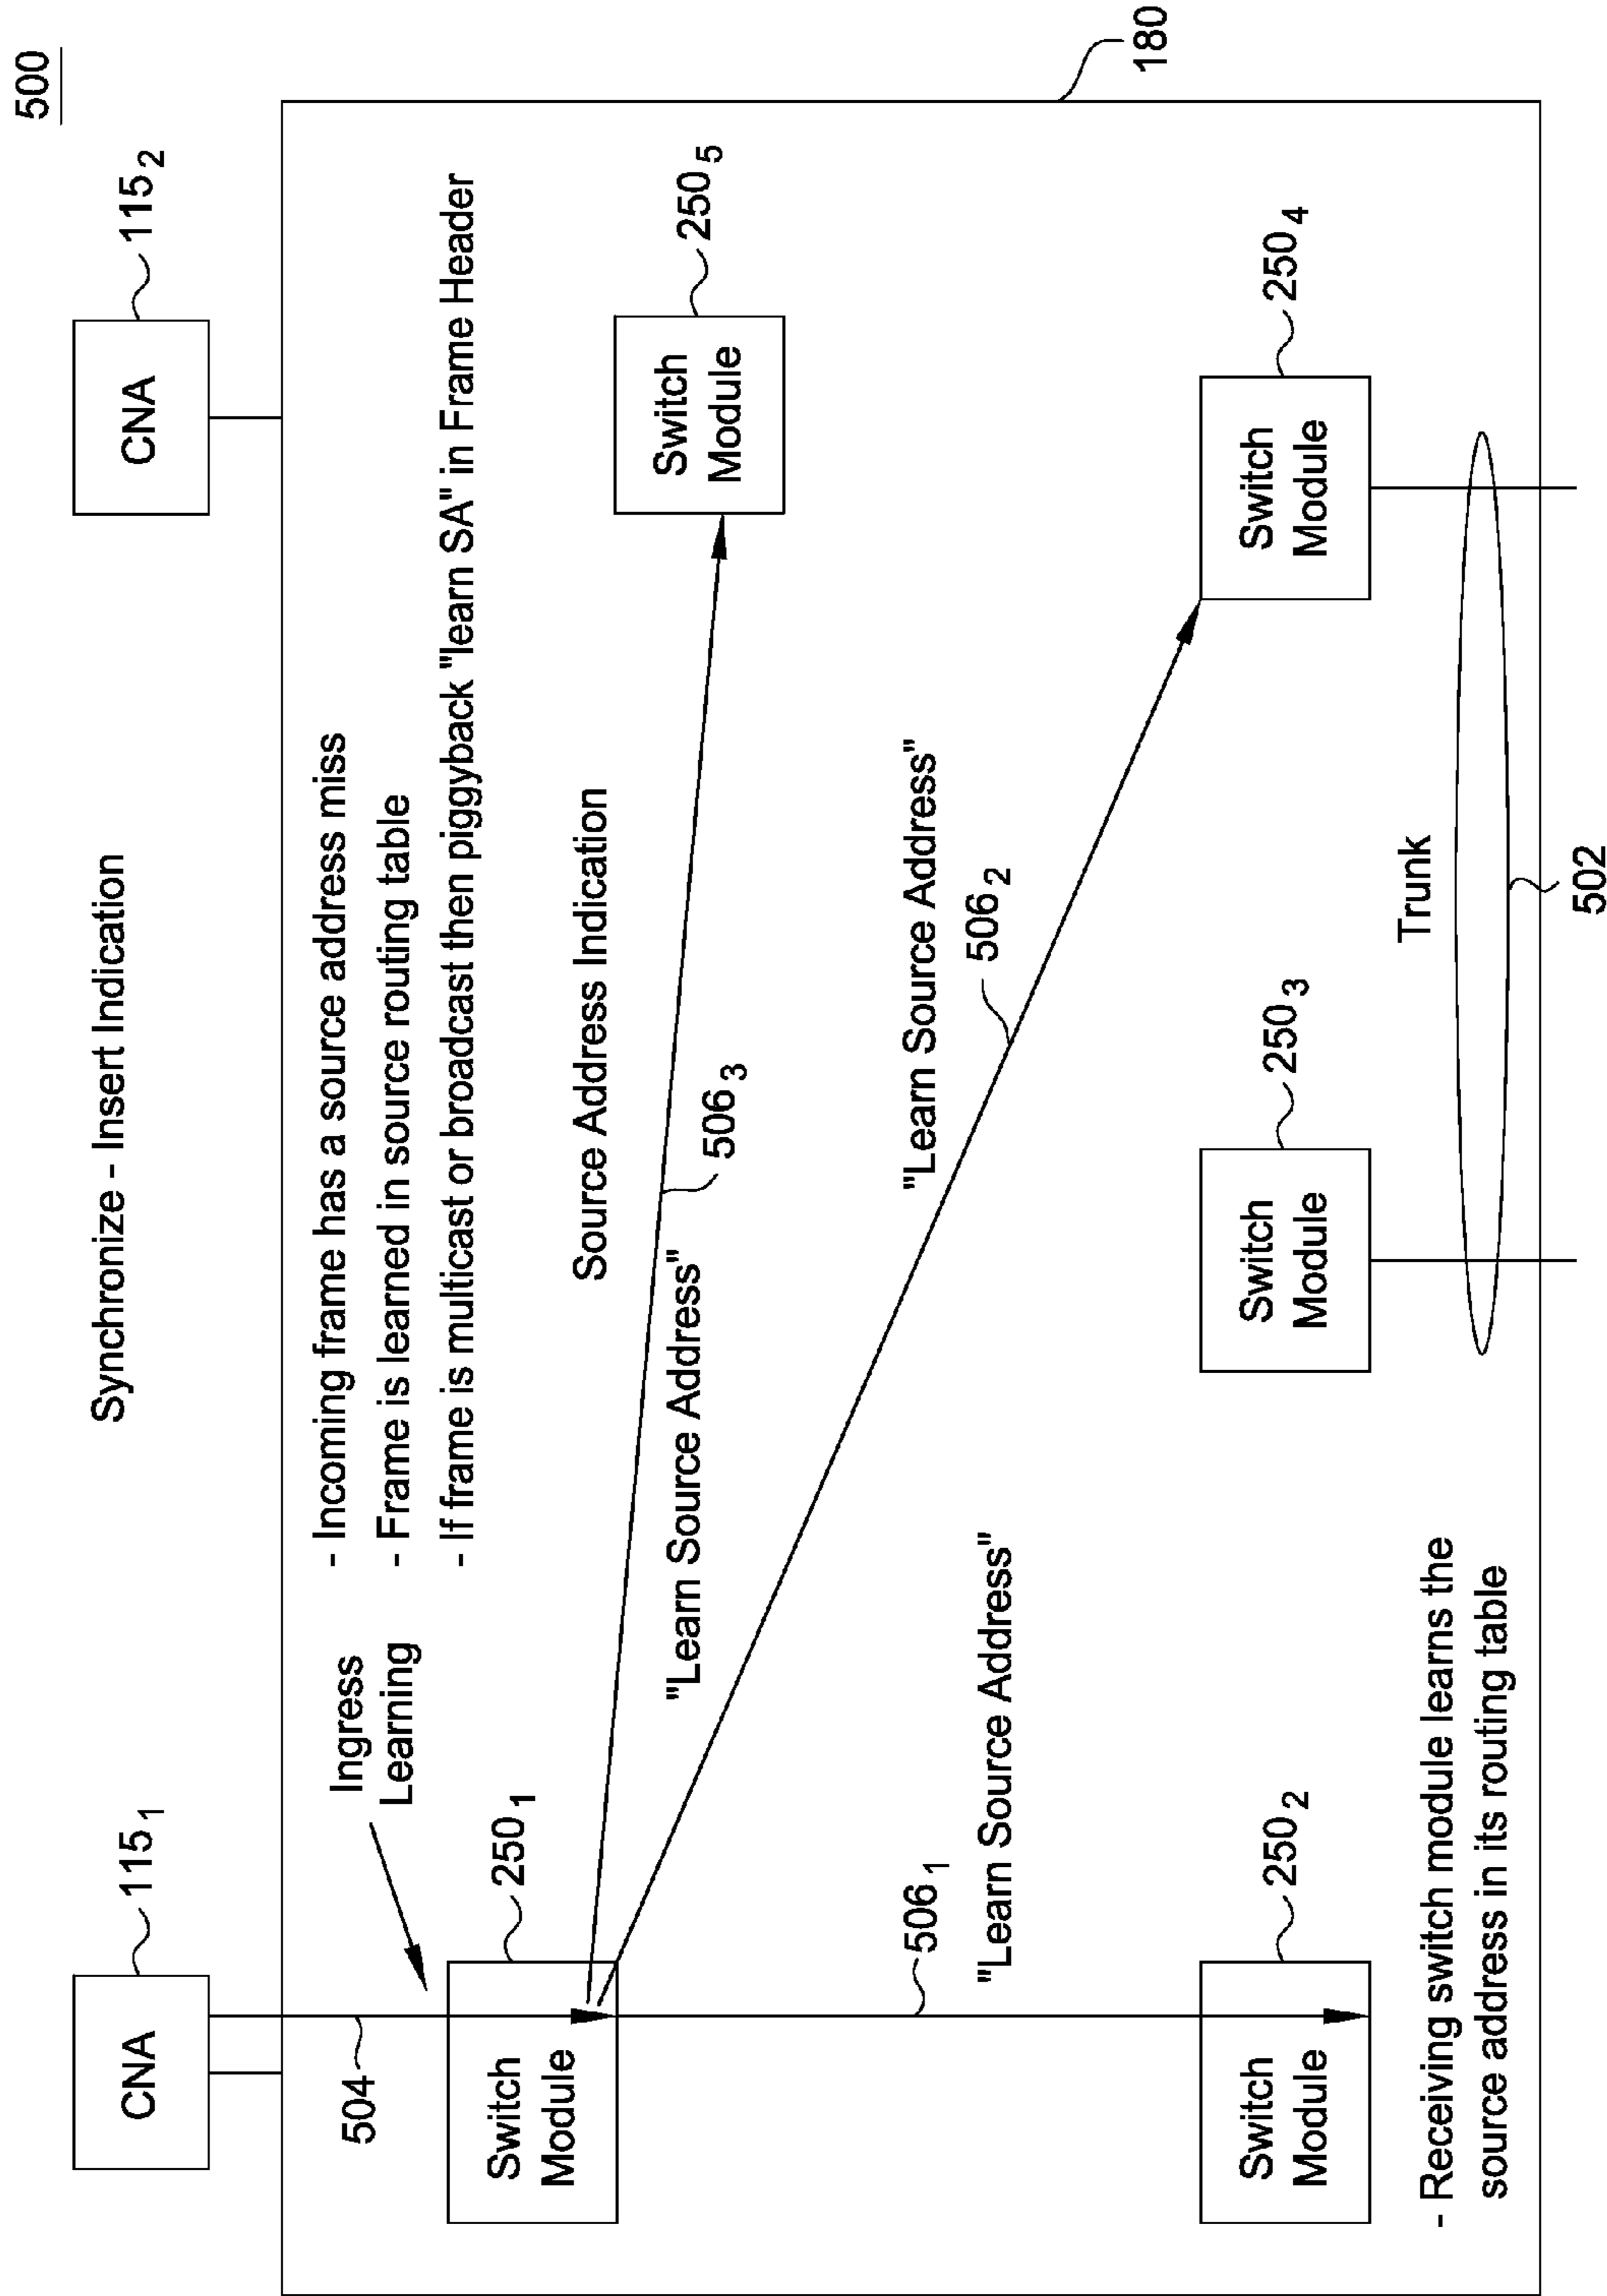 500
Synchronize - Insert Indication
CNA
115₁
CNA
115₂
504
Ingress
Learning
- Incoming frame has a source address miss
- Frame is learned in source routing table
- If frame is multicast or broadcast then piggyback "learn SA" in Frame Header
Switch
Module
250₁
Source Address Indication
"Learn Source Address"
506₃
Switch
Module
250₅
"Learn Source Address"
506₂
506₁
"Learn Source Address"
Switch
Module
250₂
Switch
Module
250₃
Switch
Module
250₄
Trunk
502
- Receiving switch module learns the
source address in its routing table
180